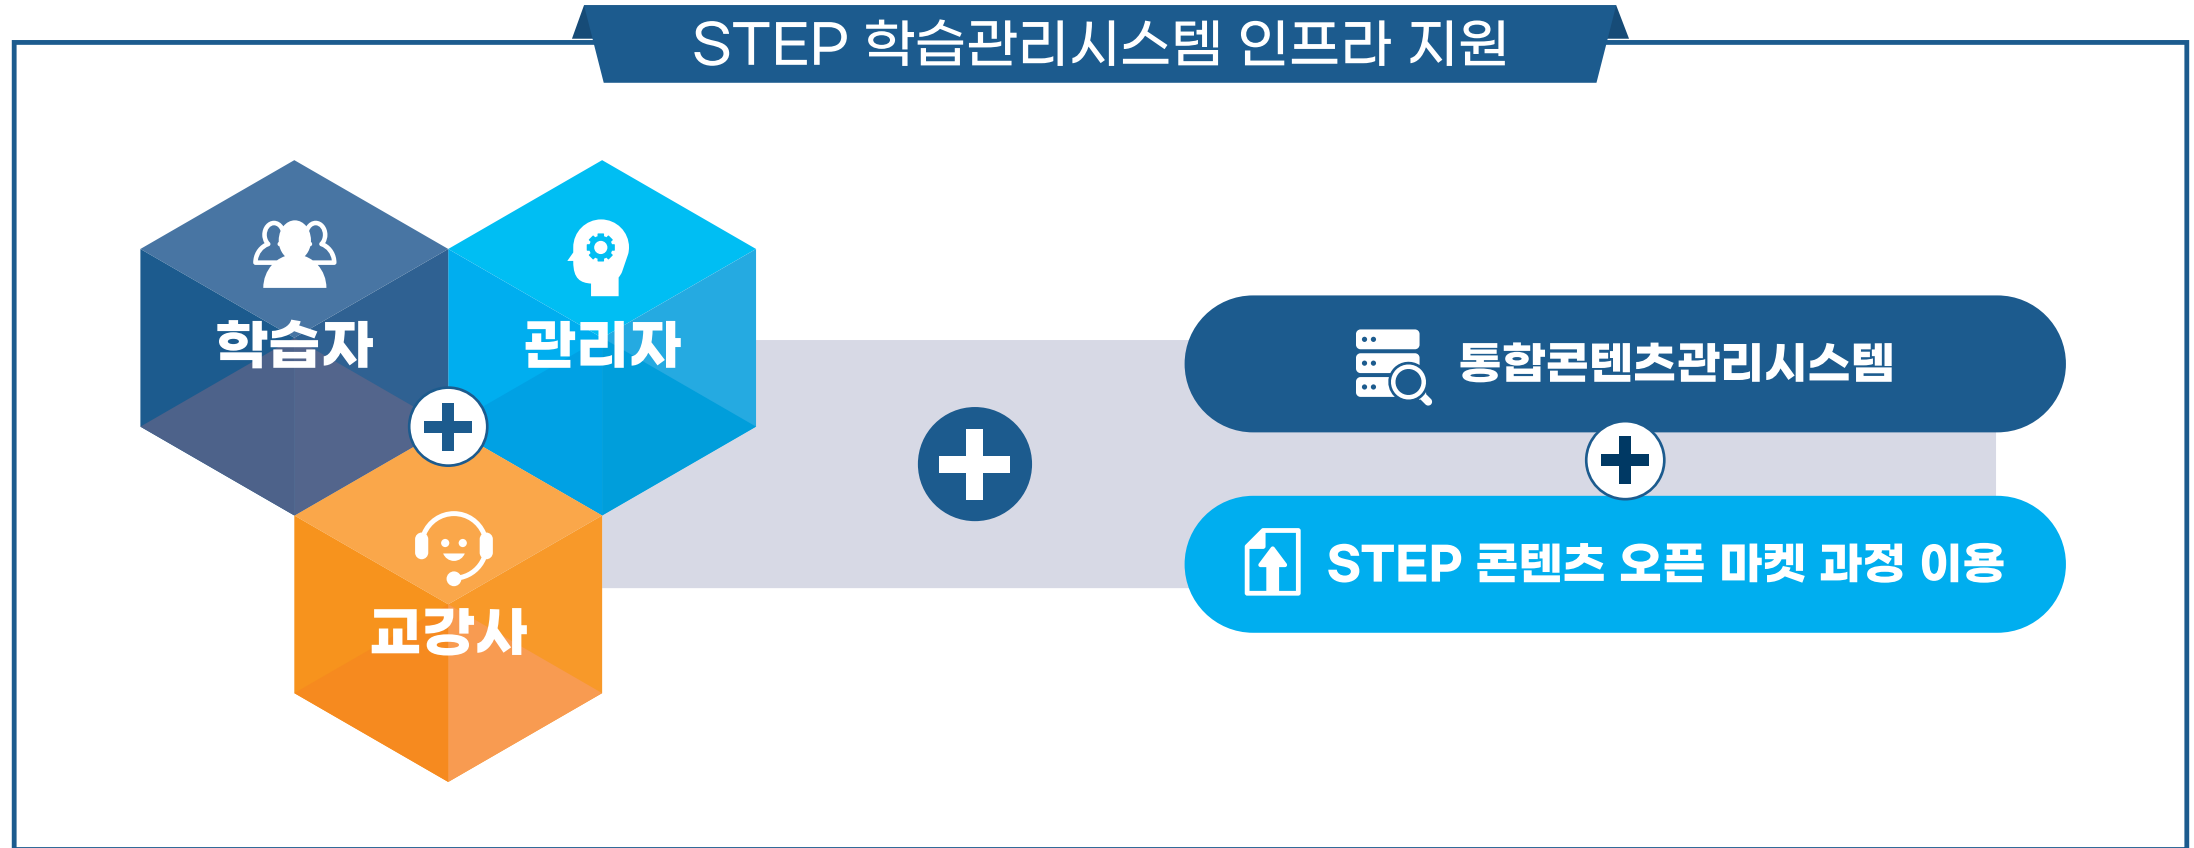 STEP 학습관리시스템 인프라 지원
학습자
관리자
교강사
통합콘텐츠관리시스템
STEP 콘텐츠 오픈 마켓 과정 이용